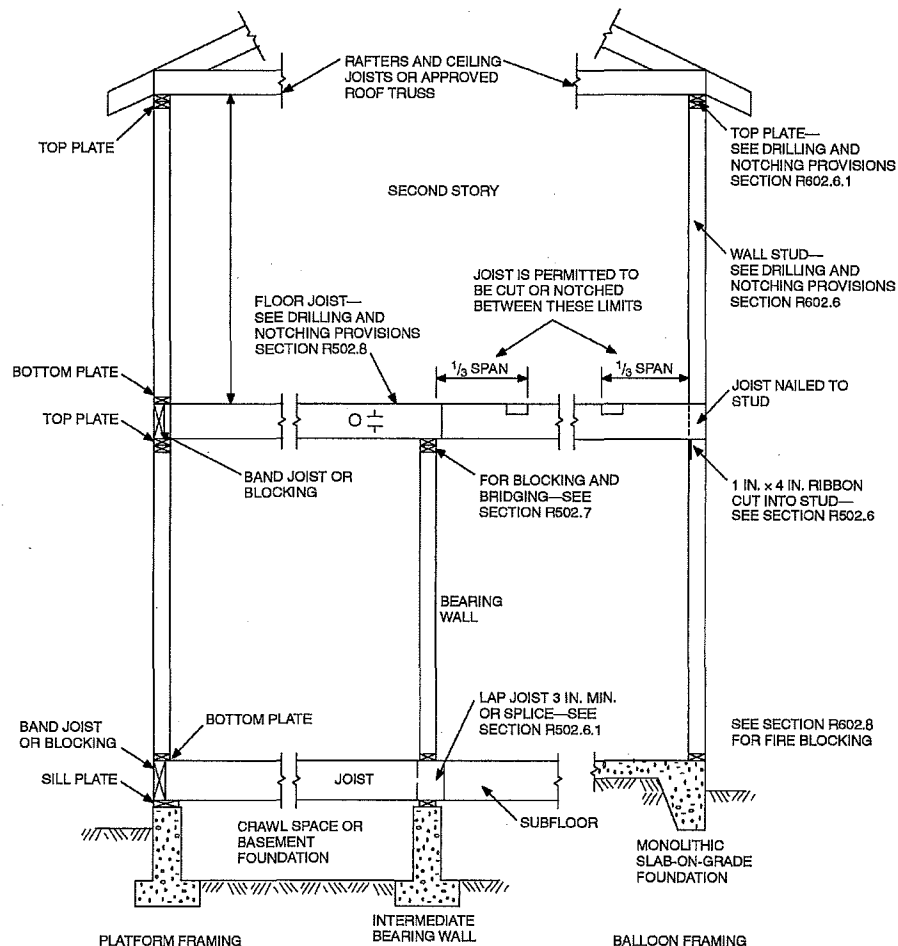 RAFTERS AND CEILING
JOISTS OR APPROVED
ROOF TRUSS
TOP PLATE
TOP PLATE—
SEE DRILLING AND
NOTCHING PROVISIONS
SECTION R602.6.1
SECOND STORY
WALL STUD—
SEE DRILLING AND
NOTCHING PROVISIONS
SECTION R602.6
JOIST IS PERMITTED TO
BE CUT OR NOTCHED
BETWEEN THESE LIMITS
FLOOR JOIST—
SEE DRILLING AND
NOTCHING PROVISIONS
SECTION R502.8
1/3 SPAN
1/3 SPAN
BOTTOM PLATE
JOIST NAILED TO
STUD
TOP PLATE
BAND JOIST OR
BLOCKING
FOR BLOCKING AND
BRIDGING—SEE
SECTION R502.7
1 IN. x 4 IN. RIBBON
CUT INTO STUD—
SEE SECTION R502.6
BEARING
WALL
LAP JOIST 3 IN. MIN.
OR SPLICE—SEE
SECTION R502.6.1
BAND JOIST
OR BLOCKING
BOTTOM PLATE
SEE SECTION R602.8
FOR FIRE BLOCKING
SILL PLATE
JOIST
SUBFLOOR
CRAWL SPACE OR
BASEMENT
FOUNDATION
MONOLITHIC
SLAB-ON-GRADE
FOUNDATION
INTERMEDIATE
BEARING WALL
PLATFORM FRAMING
BALLOON FRAMING